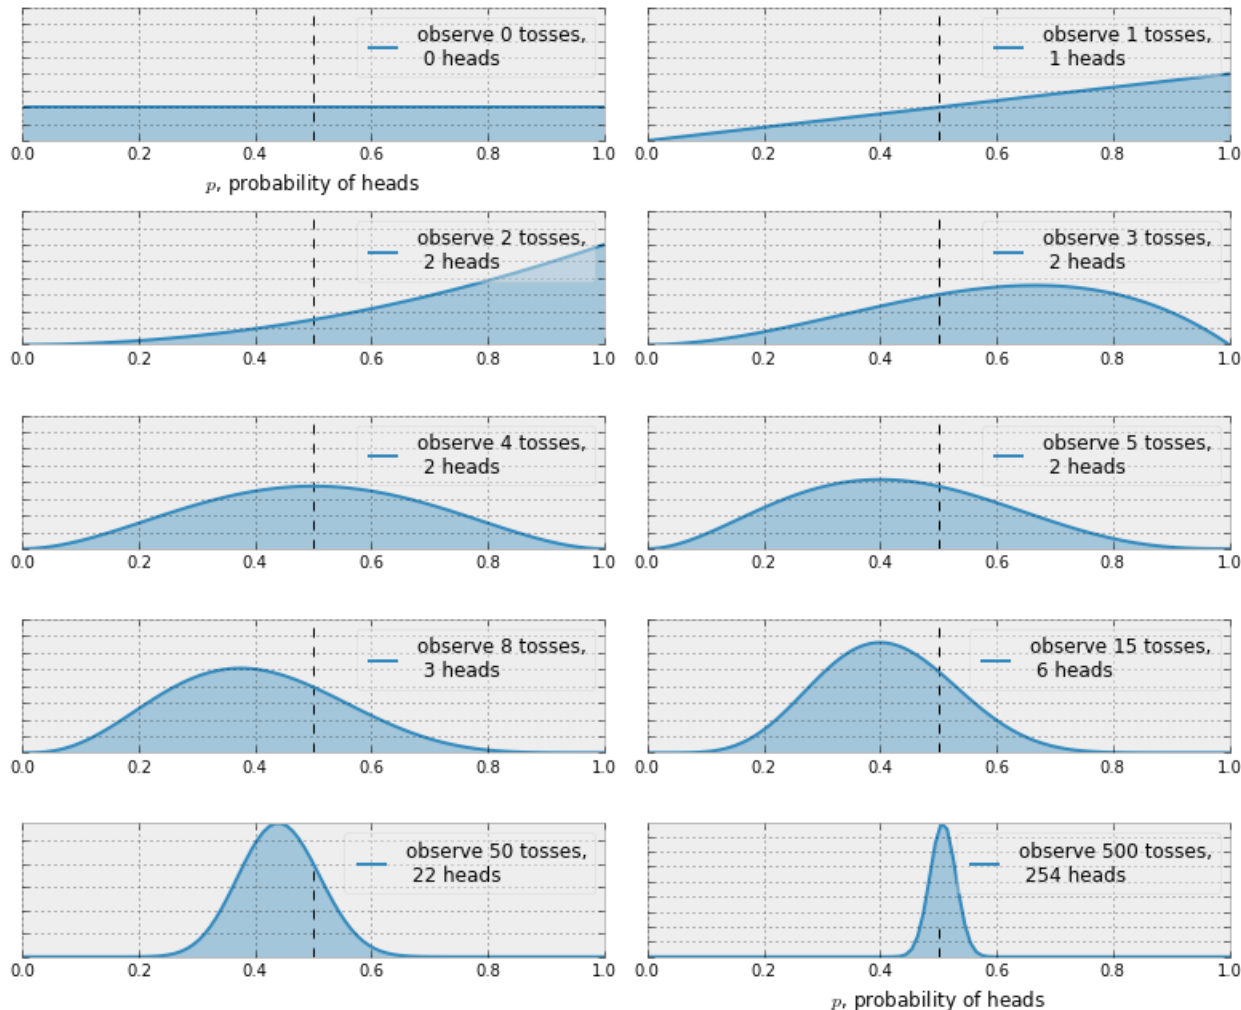 observe 0 tosses,
0 heads
0.0 0.2 0.4 0.6 0.8 1.0
p, probability of heads
observe 1 tosses,
1 heads
0.0 0.2 0.4 0.6 0.8 1.0
observe 2 tosses,
2 heads
0.0 0.2 0.4 0.6 0.8 1.0
observe 3 tosses,
2 heads
0.0 0.2 0.4 0.6 0.8 1.0
observe 4 tosses,
2 heads
0.0 0.2 0.4 0.6 0.8 1.0
observe 5 tosses,
2 heads
0.0 0.2 0.4 0.6 0.8 1.0
observe 8 tosses,
3 heads
0.0 0.2 0.4 0.6 0.8 1.0
observe 15 tosses,
6 heads
0.0 0.2 0.4 0.6 0.8 1.0
observe 50 tosses,
22 heads
0.0 0.2 0.4 0.6 0.8 1.0
observe 500 tosses,
254 heads
0.0 0.2 0.4 0.6 0.8 1.0
p, probability of heads